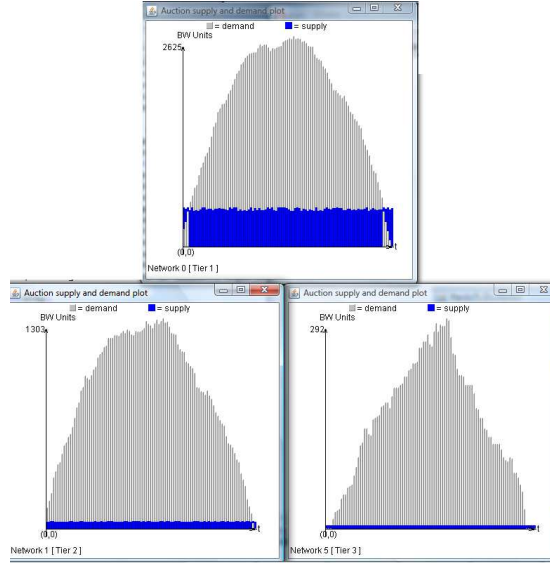 Auction supply and demand plot
= demand = supply
BW Units
2625
(0,0)
t
Network 0 [ Tier 1 ]
Auction supply and demand plot
= demand = supply
BW Units
1303
(0,0)
t
Network 1 [ Tier 2 ]
Auction supply and demand plot
= demand = supply
BW Units
292
(0,0)
t
Network 5 [ Tier 3 ]